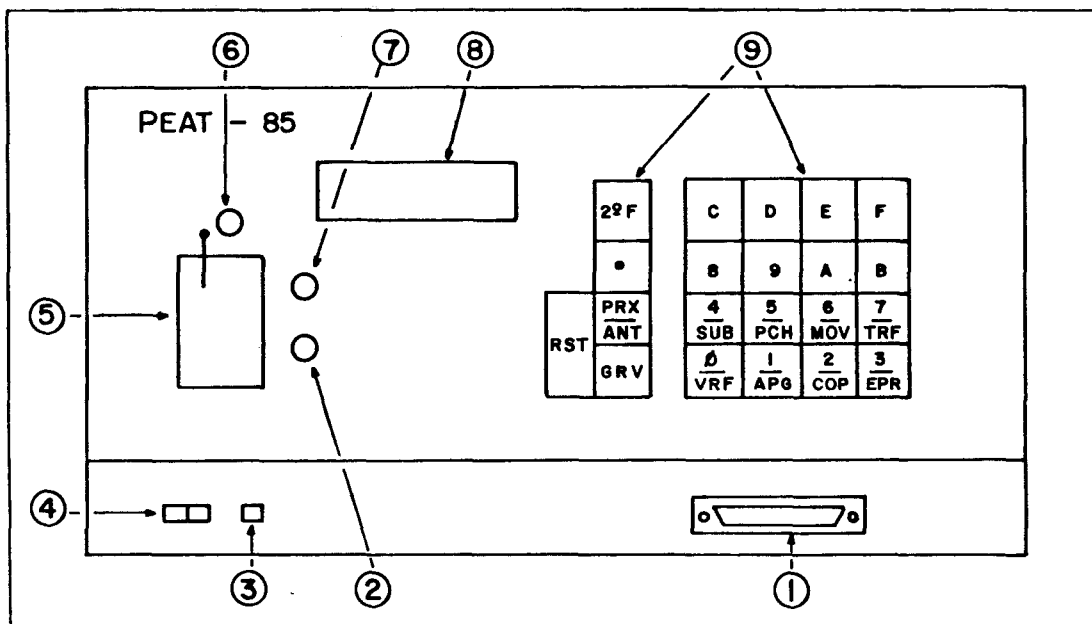 6 7 8 9
PEAT - 85
2º F C D E F
• 8 9 A B
PRX 4 5 6 7
ANT SUB PCH MOV TRF
RST
GRV Ø 1 2 3
VRF APG COP EPR
5
4
3 2 1